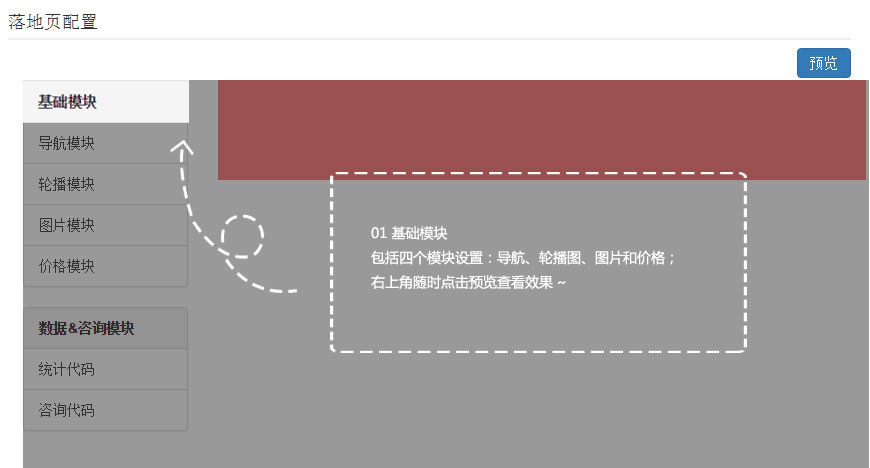 落地页配置
预览
基础模块
导航模块
轮播模块
图片模块
价格模块
数据&咨询模块
统计代码
咨询代码
01 基础模块
包括四个模块设置：导航、轮播图、图片和价格；
右上角随时点击预览查看效果 ~